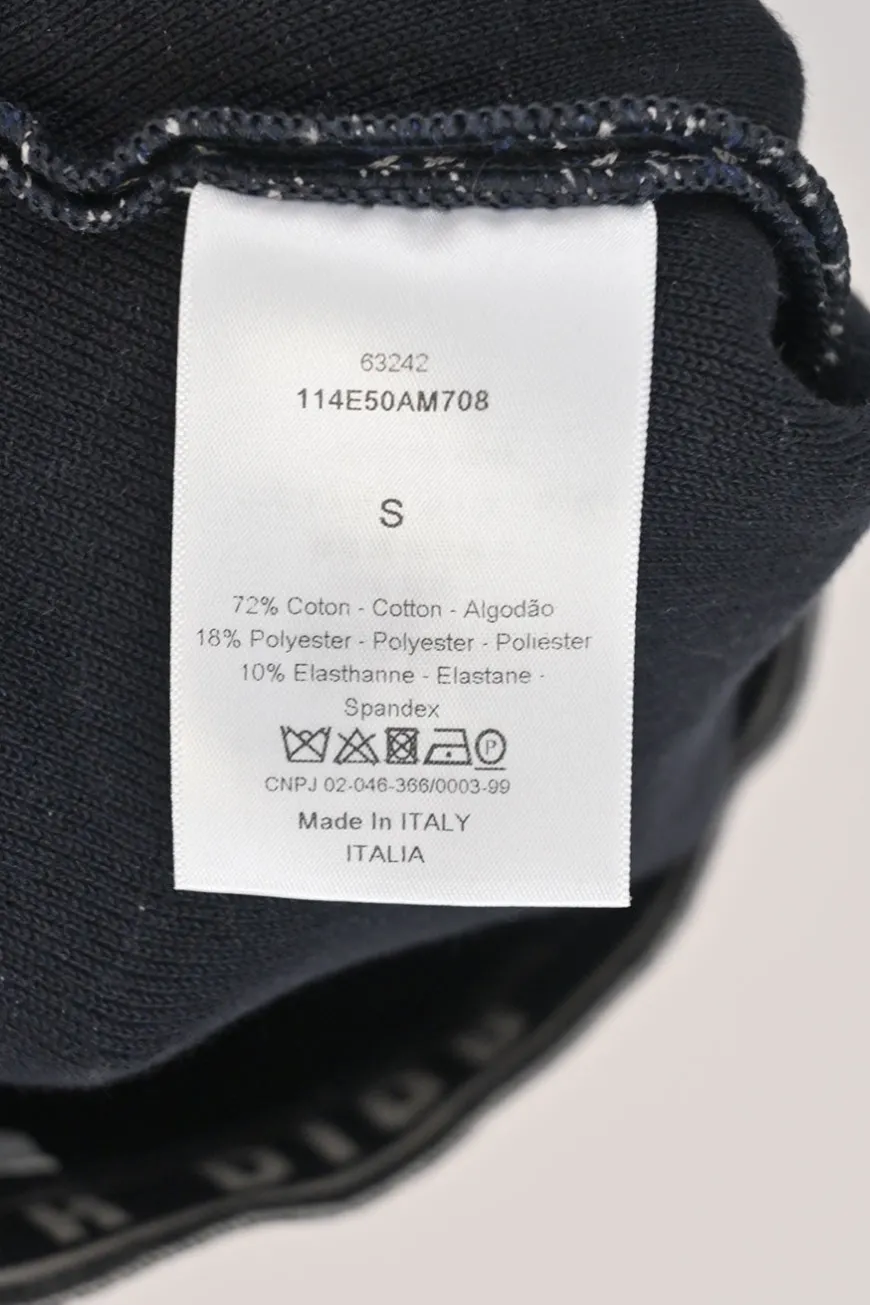 63242
114E50AM708
S
72% Coton - Cotton - Algodão
18% Polyester - Polyester - Poliester
10% Elasthanne - Elastane -
Spandex
P
CNPJ 02-046-366/0003-99
Made In ITALY
ITALIA